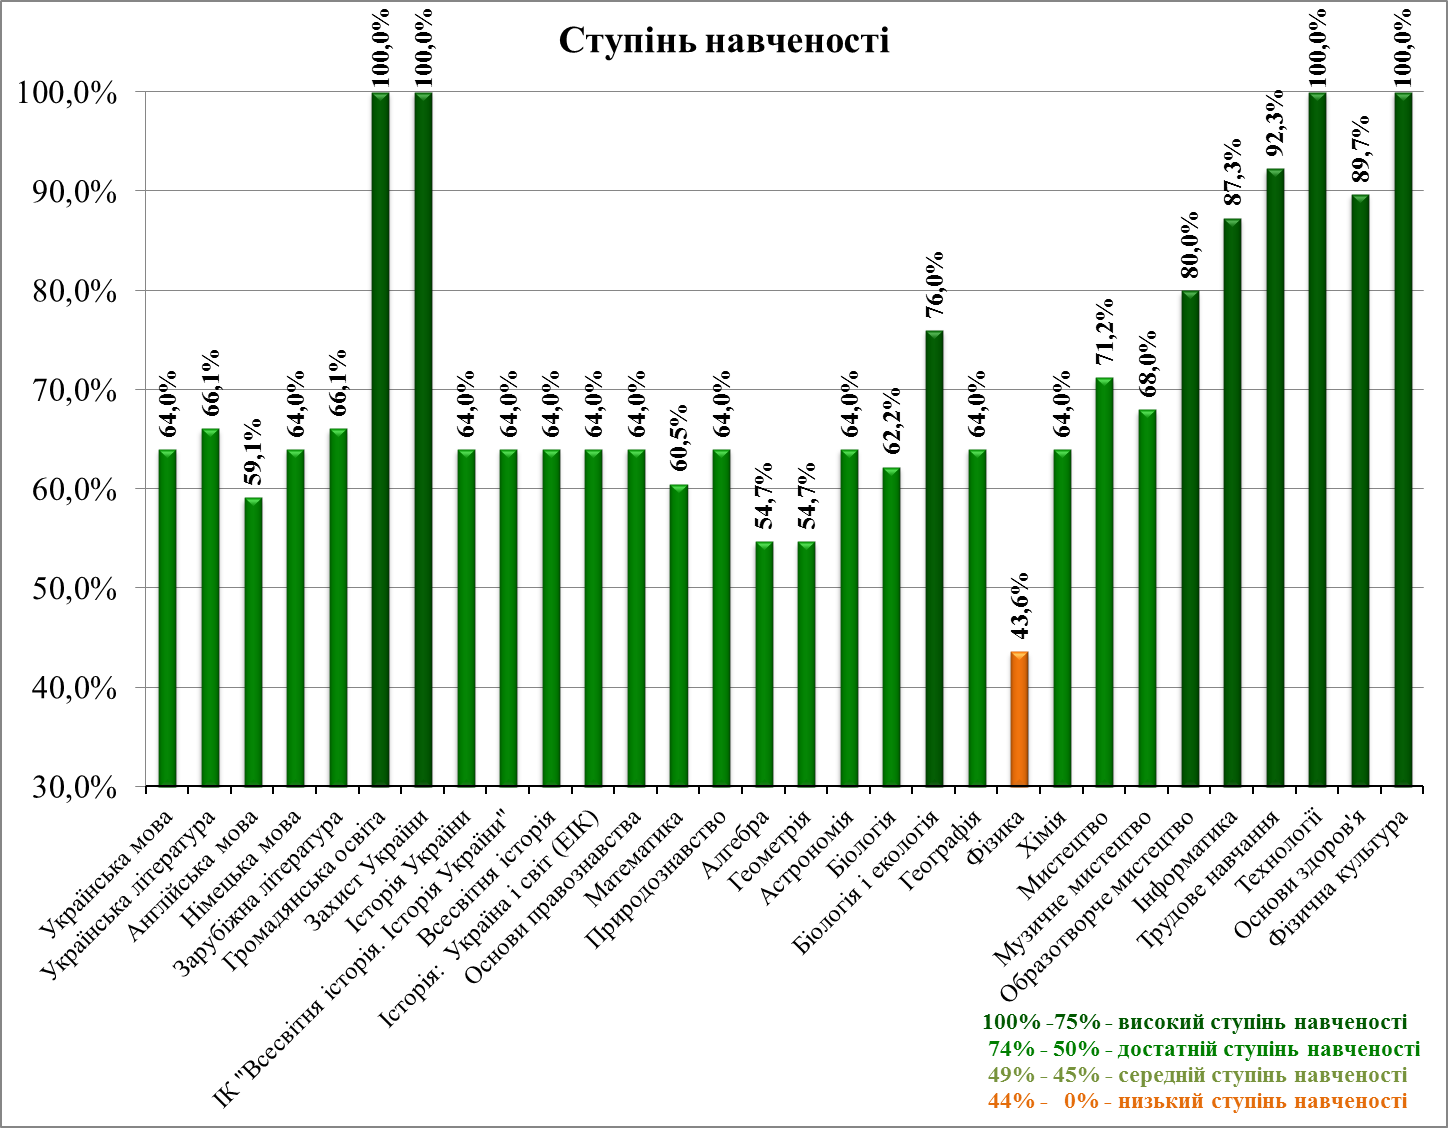 Ступінь навченості
100,0%
90,0%
80,0%
70,0%
60,0%
50,0%
40,0%
30,0%
64,0%
66,1%
59,1%
64,0%
66,1%
100,0%
100,0%
64,0%
64,0%
64,0%
64,0%
64,0%
60,5%
64,0%
54,7%
54,7%
64,0%
62,2%
76,0%
64,0%
43,6%
64,0%
71,2%
68,0%
80,0%
87,3%
92,3%
100,0%
89,7%
100,0%
Українська мова
Українська література
Англійська мова
Німецька мова
Зарубіжна література
Громадянська освіта
Захист України
Історія України
ІК "Всесвітня історія. Історія України"
Всесвітня історія
Історія: Україна і світ (ЕІК)
Основи правознавства
Математика
Природознавство
Алгебра
Геометрія
Астрономія
Біологія
Біологія і екологія
Географія
Фізика
Хімія
Мистецтво
Музичне мистецтво
Образотворче мистецтво
Інформатика
Трудове навчання
Технології
Основи здоров'я
Фізична культура
100% -75% - високий ступінь навченості
74% - 50% - достатній ступінь навченості
49% - 45% - середній ступінь навченості
44% - 0% - низький ступінь навченості